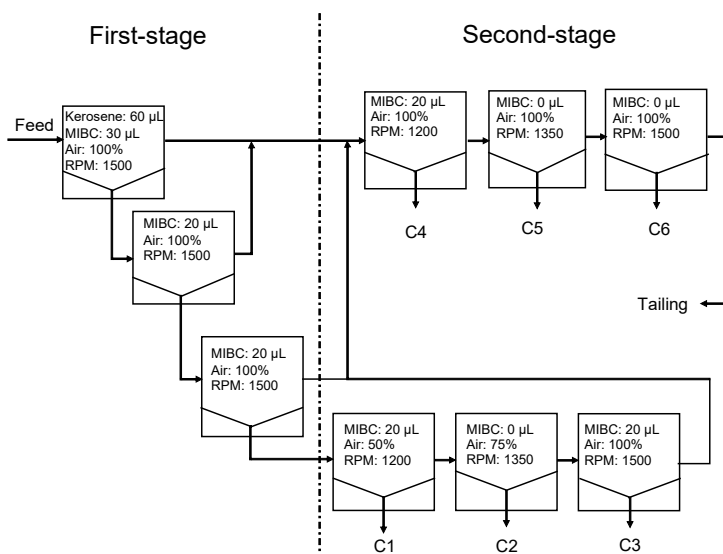 First-stage
Second-stage
Feed
Kerosene: 60 µL
MIBC: 30 µL
Air: 100%
RPM: 1500
MIBC: 20 µL
Air: 100%
RPM: 1500
MIBC: 20 µL
Air: 100%
RPM: 1500
MIBC: 20 µL
Air: 100%
RPM: 1200
MIBC: 0 µL
Air: 100%
RPM: 1350
MIBC: 0 µL
Air: 100%
RPM: 1500
C4
C5
C6
Tailing
MIBC: 20 µL
Air: 50%
RPM: 1200
MIBC: 0 µL
Air: 75%
RPM: 1350
MIBC: 20 µL
Air: 100%
RPM: 1500
C1
C2
C3